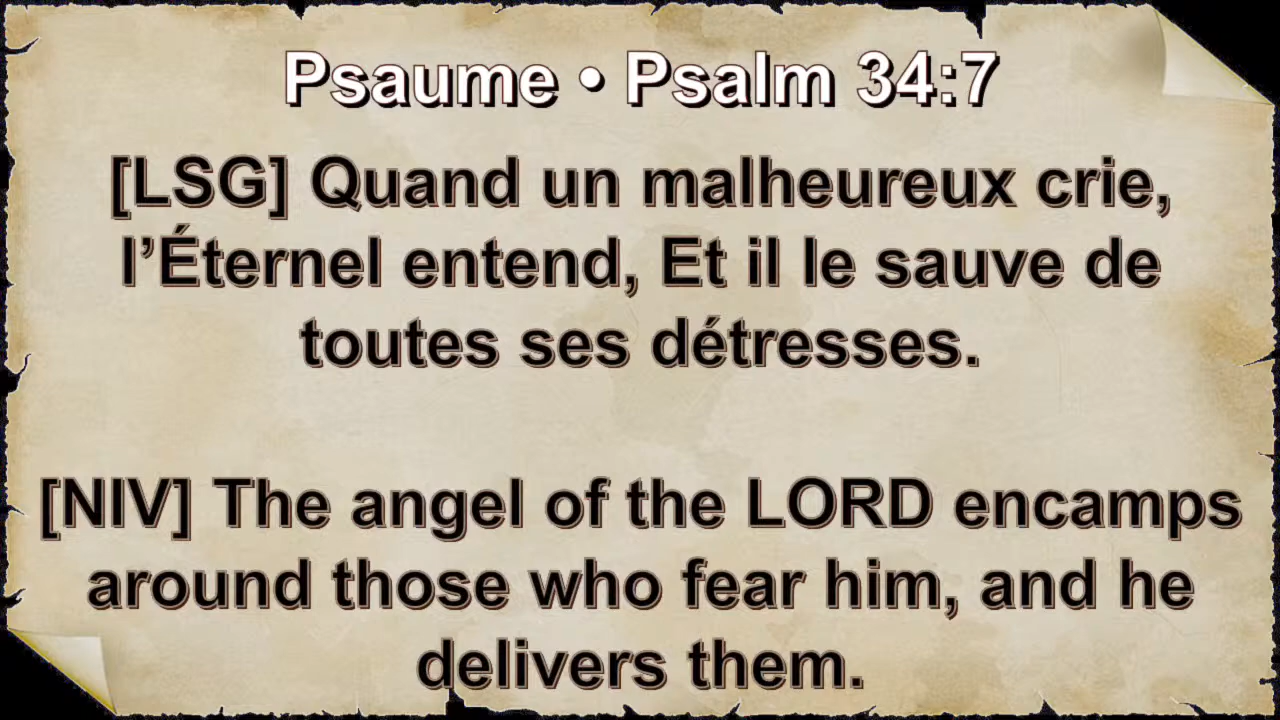 Psaume • Psalm 34:7
[LSG] Quand un malheureux crie,
l’Éternel entend, Et il le sauve de
toutes ses détresses.
[NIV] The angel of the LORD encamps
around those who fear him, and he
delivers them.